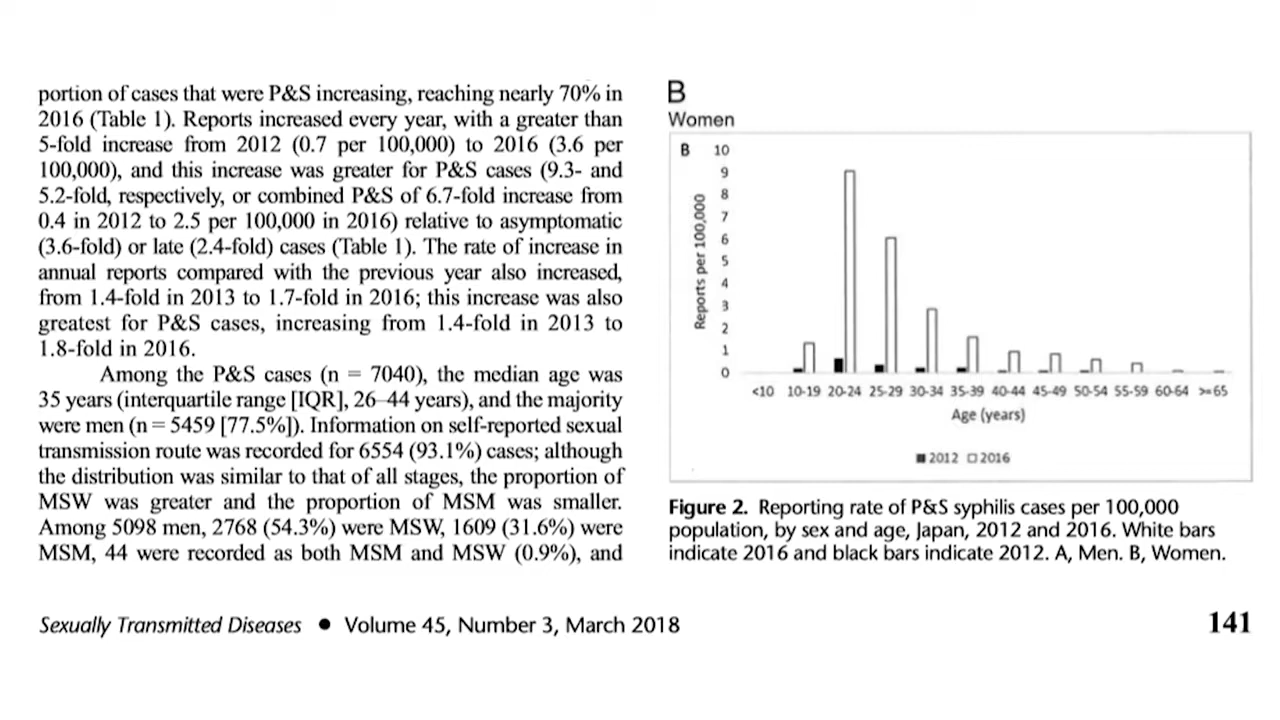 portion of cases that were P&S increasing, reaching nearly 70% in
2016 (Table 1). Reports increased every year, with a greater than
5-fold increase from 2012 (0.7 per 100,000) to 2016 (3.6 per
100,000), and this increase was greater for P&S cases (9.3- and
5.2-fold, respectively, or combined P&S of 6.7-fold increase from
0.4 in 2012 to 2.5 per 100,000 in 2016) relative to asymptomatic
(3.6-fold) or late (2.4-fold) cases (Table 1). The rate of increase in
annual reports compared with the previous year also increased,
from 1.4-fold in 2013 to 1.7-fold in 2016; this increase was also
greatest for P&S cases, increasing from 1.4-fold in 2013 to
1.8-fold in 2016.
Among the P&S cases (n = 7040), the median age was
35 years (interquartile range [IQR], 26–44 years), and the majority
were men (n = 5459 [77.5%]). Information on self-reported sexual
transmission route was recorded for 6554 (93.1%) cases; although
the distribution was similar to that of all stages, the proportion of
MSW was greater and the proportion of MSM was smaller.
Among 5098 men, 2768 (54.3%) were MSW, 1609 (31.6%) were
MSM, 44 were recorded as both MSM and MSW (0.9%), and
B
Women
B
10
9
8
7
6
5
4
3
2
1
0
Reports per 100,000
<10 10-19 20-24 25-29 30-34 35-39 40-44 45-49 50-54 55-59 60-64 >=65
Age (years)
2012 2016
Figure 2. Reporting rate of P&S syphilis cases per 100,000
population, by sex and age, Japan, 2012 and 2016. White bars
indicate 2016 and black bars indicate 2012. A, Men. B, Women.
Sexually Transmitted Diseases • Volume 45, Number 3, March 2018
141